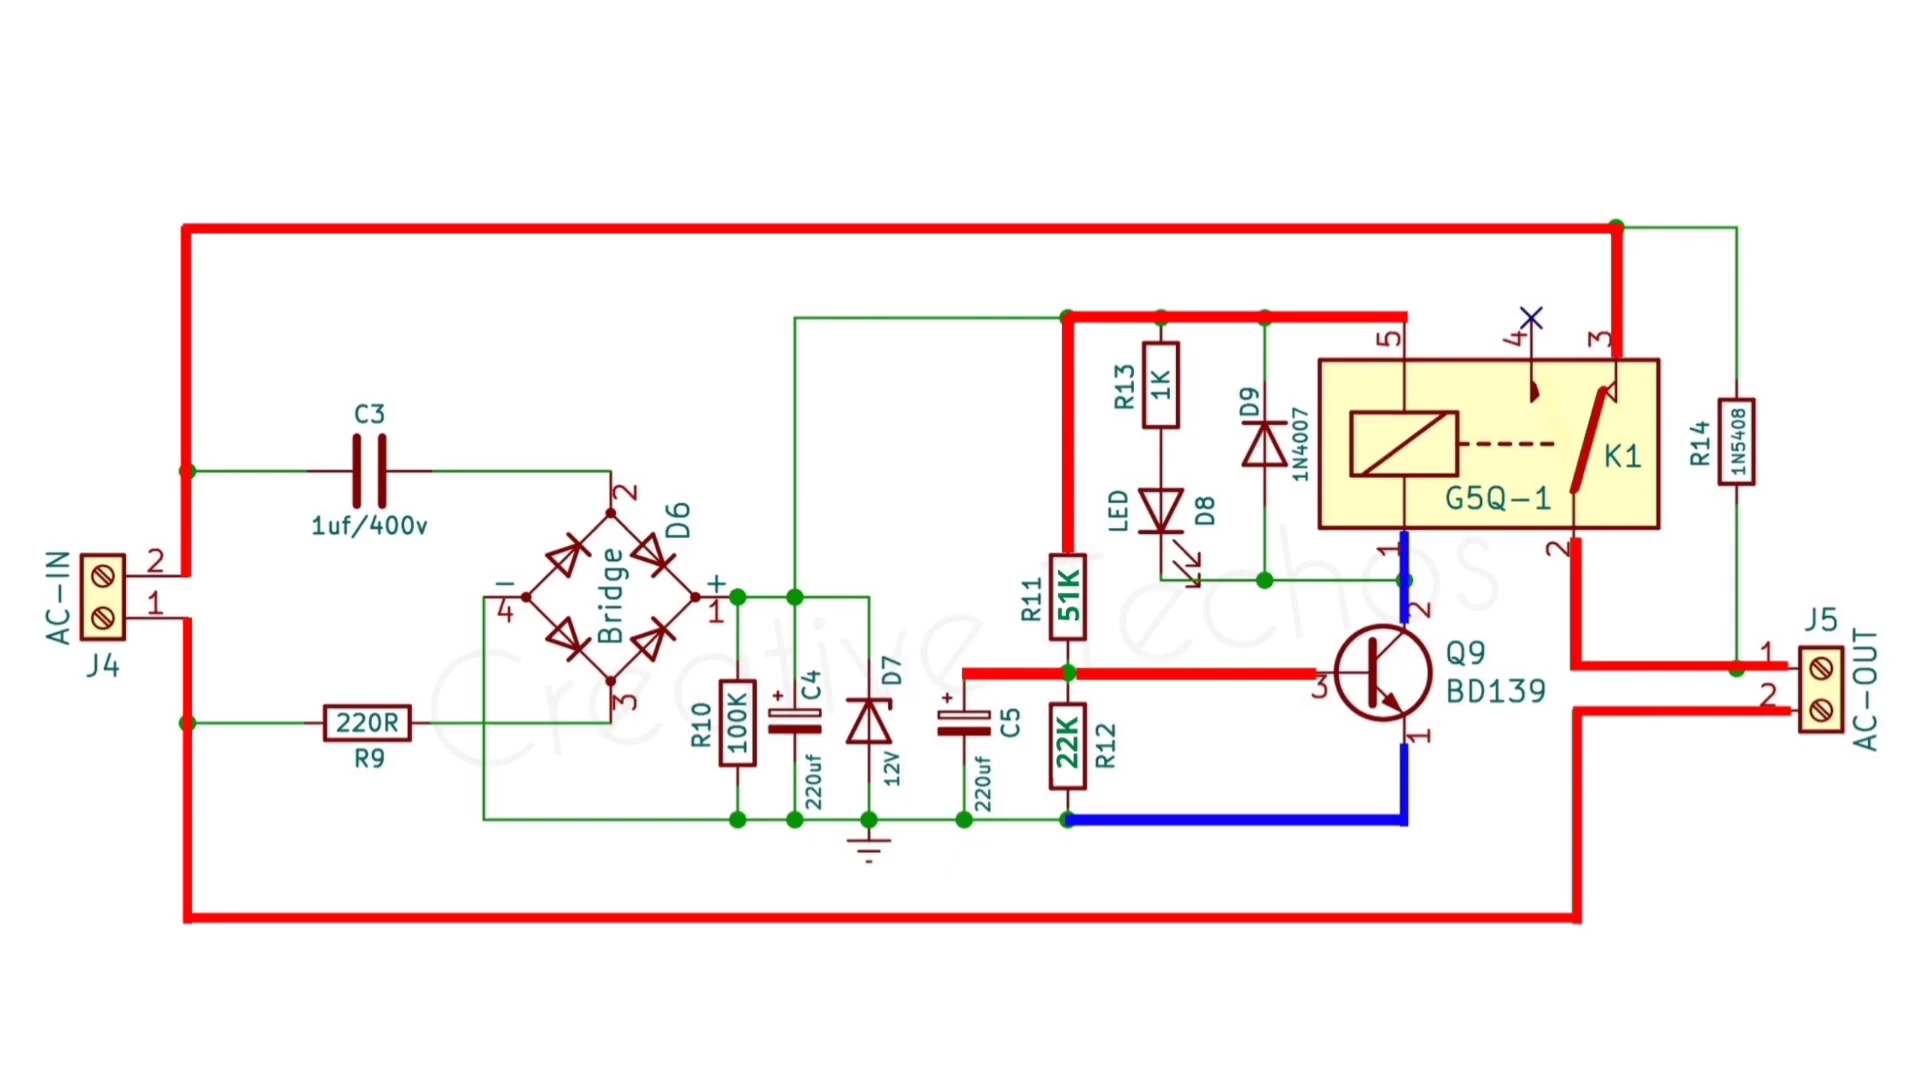 AC-IN
J4
2
1
C3
1uf/400v
220R
R9
D6
Bridge
2
3
−
4
+
1
R10
100K
+
C4
220uf
D7
12V
+
C5
220uf
R11
51K
R12
22K
R13
1K
LED
D8
D9
1N4007
5
4
3
K1
G5Q-1
1
2
2
3
1
Q9
BD139
R14
1N5408
J5
1
2
AC-OUT
Creative Techos